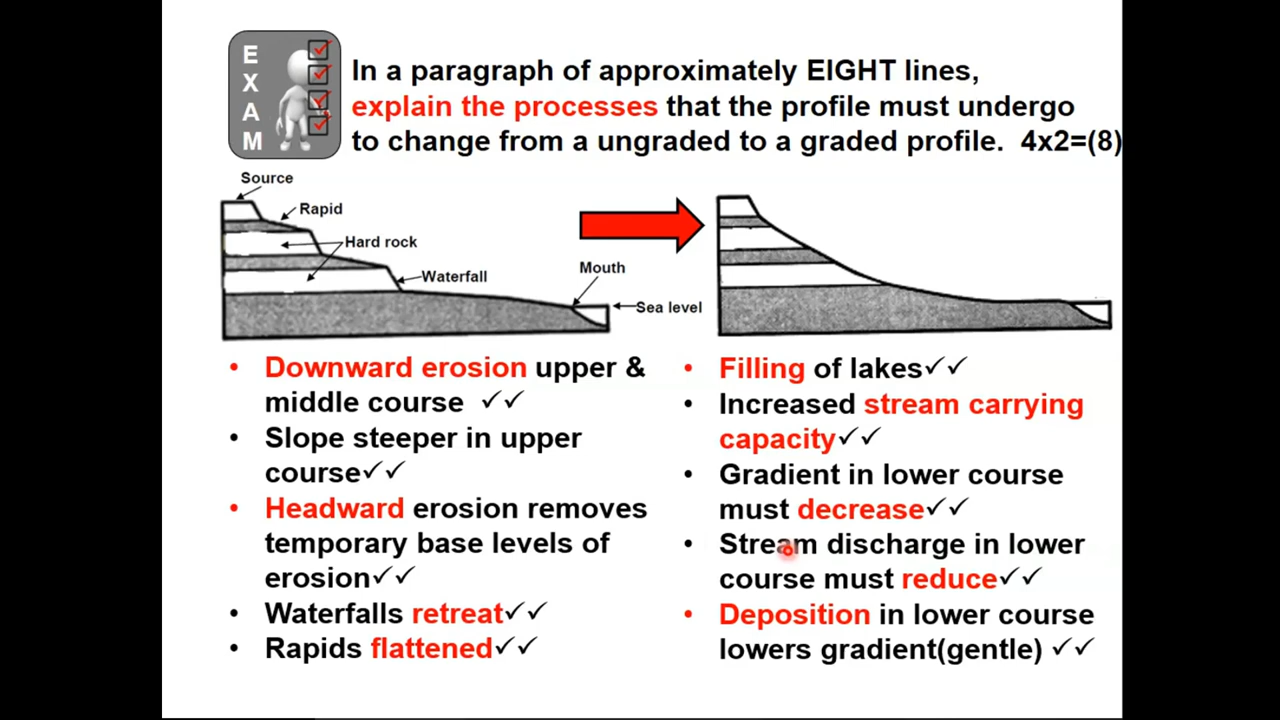 E
X
A
M
In a paragraph of approximately EIGHT lines,
explain the processes that the profile must undergo
to change from a ungraded to a graded profile. 4x2=(8)
Source
Rapid
Hard rock
Waterfall
Mouth
Sea level
• Downward erosion upper &
middle course ✓✓
• Slope steeper in upper
course✓✓
• Headward erosion removes
temporary base levels of
erosion✓✓
• Waterfalls retreat✓✓
• Rapids flattened✓✓
• Filling of lakes✓✓
• Increased stream carrying
capacity✓✓
• Gradient in lower course
must decrease✓✓
• Stream discharge in lower
course must reduce✓✓
• Deposition in lower course
lowers gradient(gentle) ✓✓